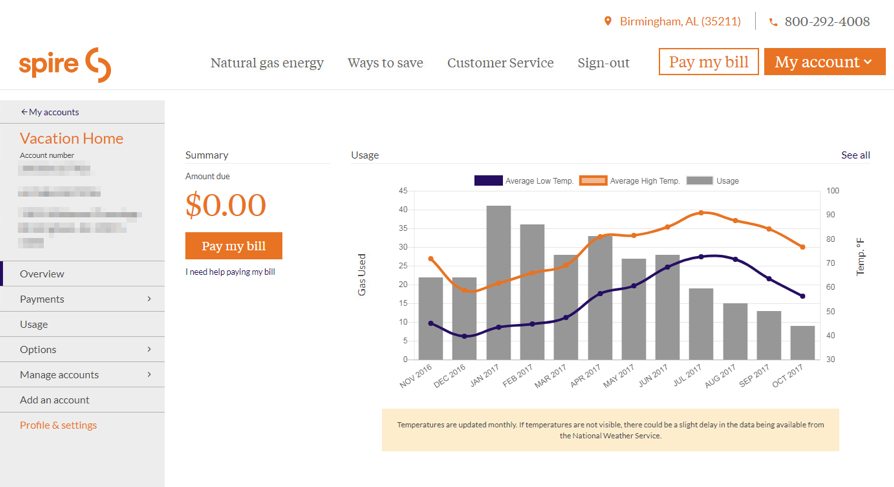 Birmingham, AL (35211)
800-292-4008
spire
Natural gas energy
Ways to save
Customer Service
Sign-out
Pay my bill
My account
My accounts
Vacation Home
Account number
Overview
Payments
Usage
Options
Manage accounts
Add an account
Profile & settings
Summary
Amount due
$0.00
Pay my bill
I need help paying my bill
Usage
See all
Average Low Temp.
Average High Temp.
Usage
Gas Used
45
40
35
30
25
20
15
10
5
0
100
90
80
70
60
50
40
30
Temp. °F
NOV 2016
DEC 2016
JAN 2017
FEB 2017
MAR 2017
APR 2017
MAY 2017
JUN 2017
JUL 2017
AUG 2017
SEP 2017
OCT 2017
Temperatures are updated monthly. If temperatures are not visible, there could be a slight delay in the data being available from
the National Weather Service.